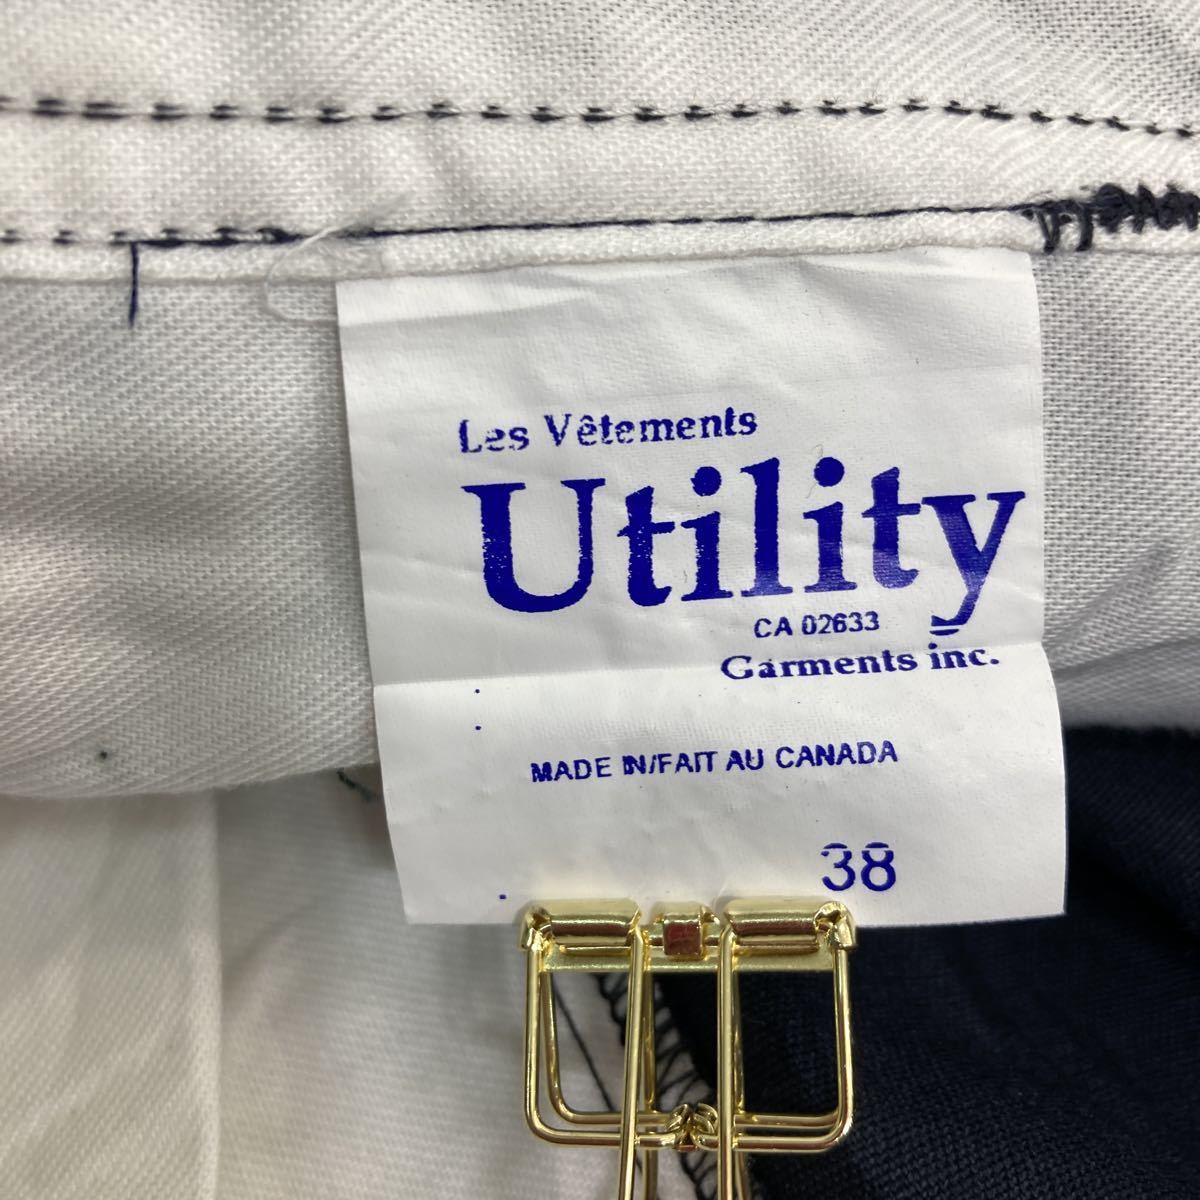 Les Vêtements
Utility
CA 02633
Garments inc.
MADE IN/FAIT AU CANADA
38